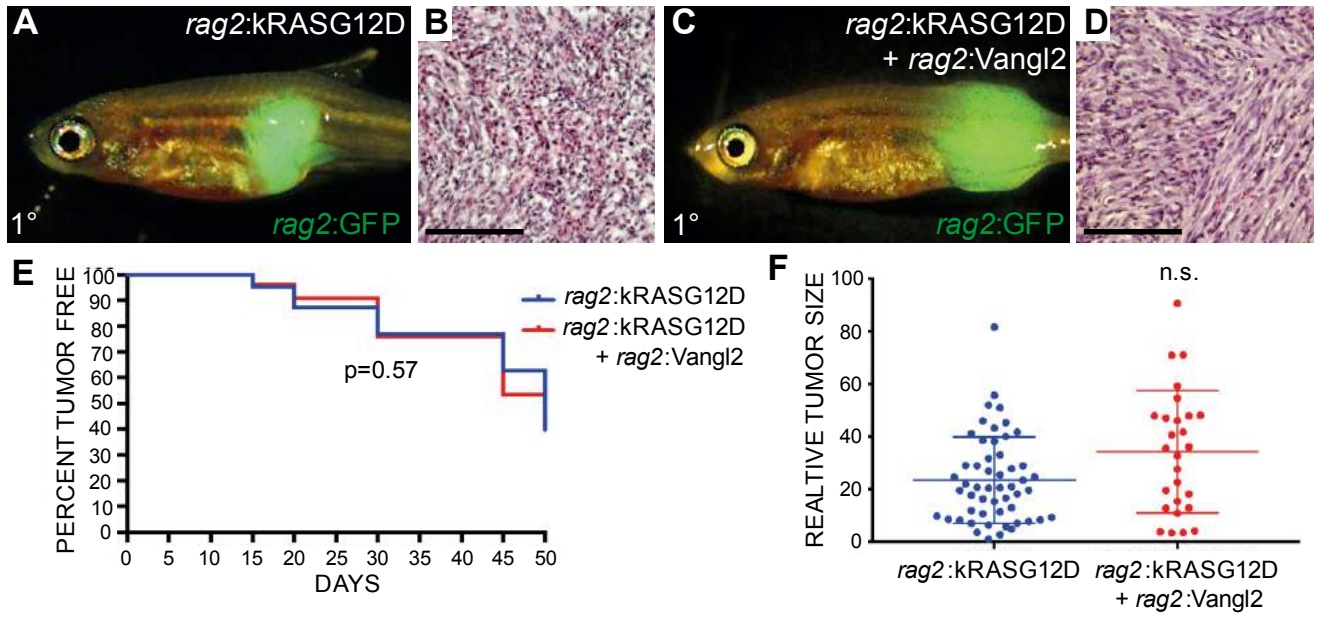 A
rag2:kRASG12D
1°
rag2:GFP
B
C
rag2:kRASG12D
+ rag2:Vangl2
1°
rag2:GFP
D
E
PERCENT TUMOR FREE
100
90
80
70
60
50
40
30
20
10
0
0 5 10 15 20 25 30 35 40 45 50
DAYS
p=0.57
rag2:kRASG12D
rag2:kRASG12D
+ rag2:Vangl2
F
REALTIVE TUMOR SIZE
100
80
60
40
20
0
n.s.
rag2:kRASG12D
rag2:kRASG12D
+ rag2:Vangl2